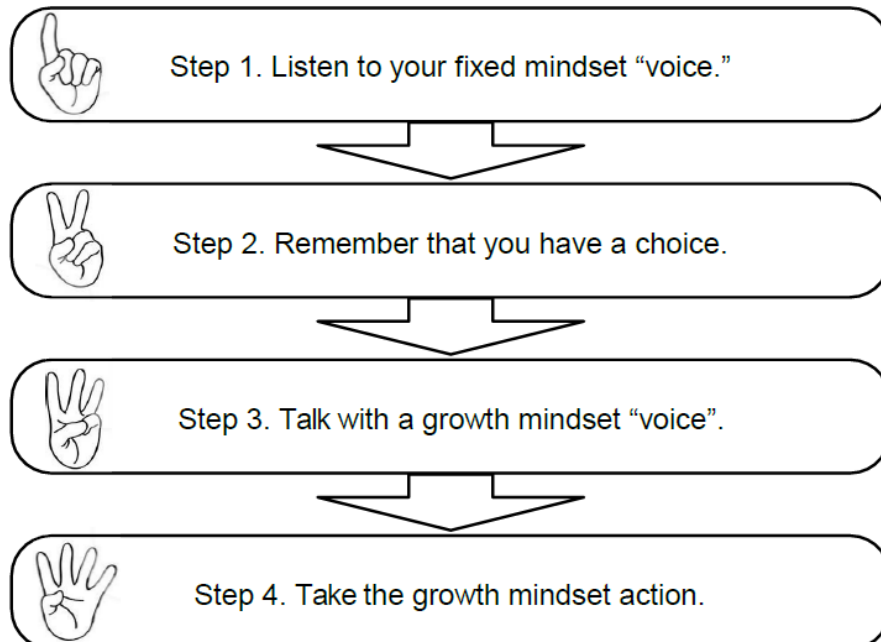 Step 1. Listen to your fixed mindset “voice.”
Step 2. Remember that you have a choice.
Step 3. Talk with a growth mindset “voice”.
Step 4. Take the growth mindset action.